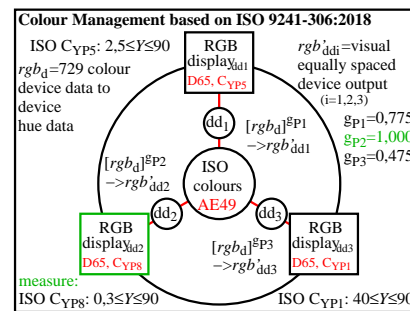 Colour Management based on ISO 9241-306:2018
ISO C_YP5: 2,5≤Y≤90
rgb_d=729 colour
device data to
device
hue data
RGB
display_dd1
D65, C_YP5
rgb'_ddi=visual
equally spaced
device output
(i=1,2,3)
g_P1=0,775
g_P2=1,000
g_P3=0,475
dd_1
[rgb_d]^gP1
–>rgb'_dd1
[rgb_d]^gP2
–>rgb'_dd2
ISO
colours
AE49
dd_2
dd_3
RGB
display_dd2
D65, C_YP8
[rgb_d]^gP3
–>rgb'_dd3
RGB
display_dd3
D65, C_YP1
measure:
ISO C_YP8: 0,3≤Y≤90
ISO C_YP1: 40≤Y≤90